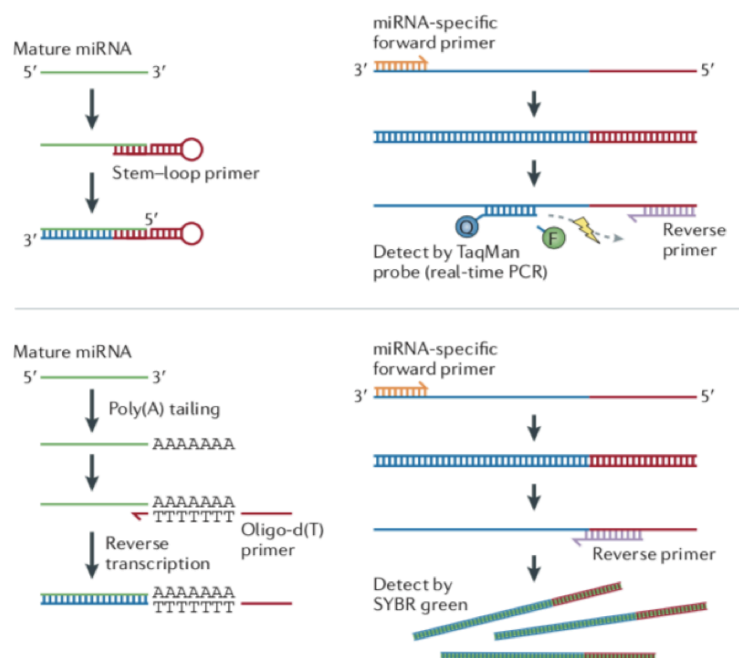 Mature miRNA
5′ 3′
Stem–loop primer
5′
3′
miRNA-specific
forward primer
3′ 5′
Q
F
Detect by TaqMan
probe (real-time PCR)
Reverse
primer
Mature miRNA
5′ 3′
Poly(A) tailing
AAAAAAA
AAAAAAA
TTTTTTT
Oligo-d(T)
primer
Reverse
transcription
AAAAAAA
TTTTTTT
miRNA-specific
forward primer
3′ 5′
Reverse primer
Detect by
SYBR green